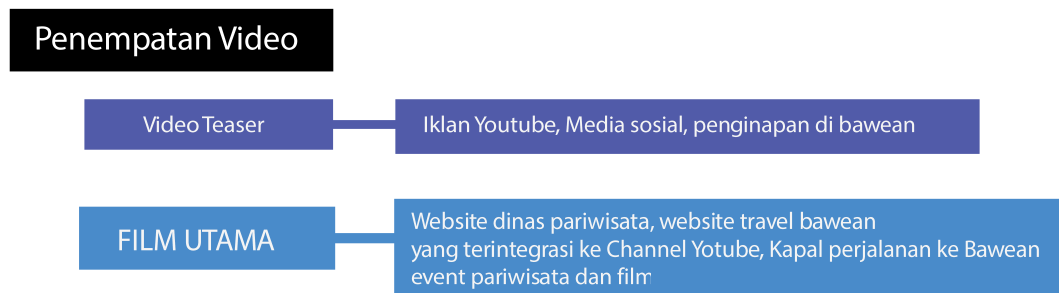 Penempatan Video
Video Teaser
Iklan Youtube, Media sosial, penginapan di bawean
FILM UTAMA
Website dinas pariwisata, website travel bawean
yang terintegrasi ke Channel Yotube, Kapal perjalanan ke Bawean
event pariwisata dan film